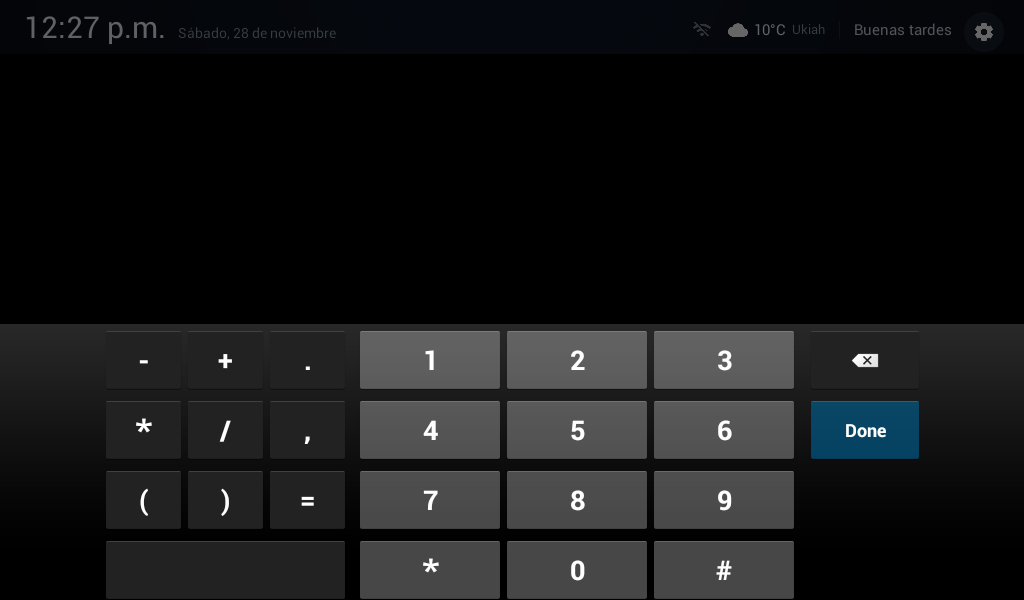 12:27 p.m. Sábado, 28 de noviembre 10°C Ukiah Buenas tardes
- + . 1 2 3
* / , 4 5 6 Done
( ) = 7 8 9
* 0 #